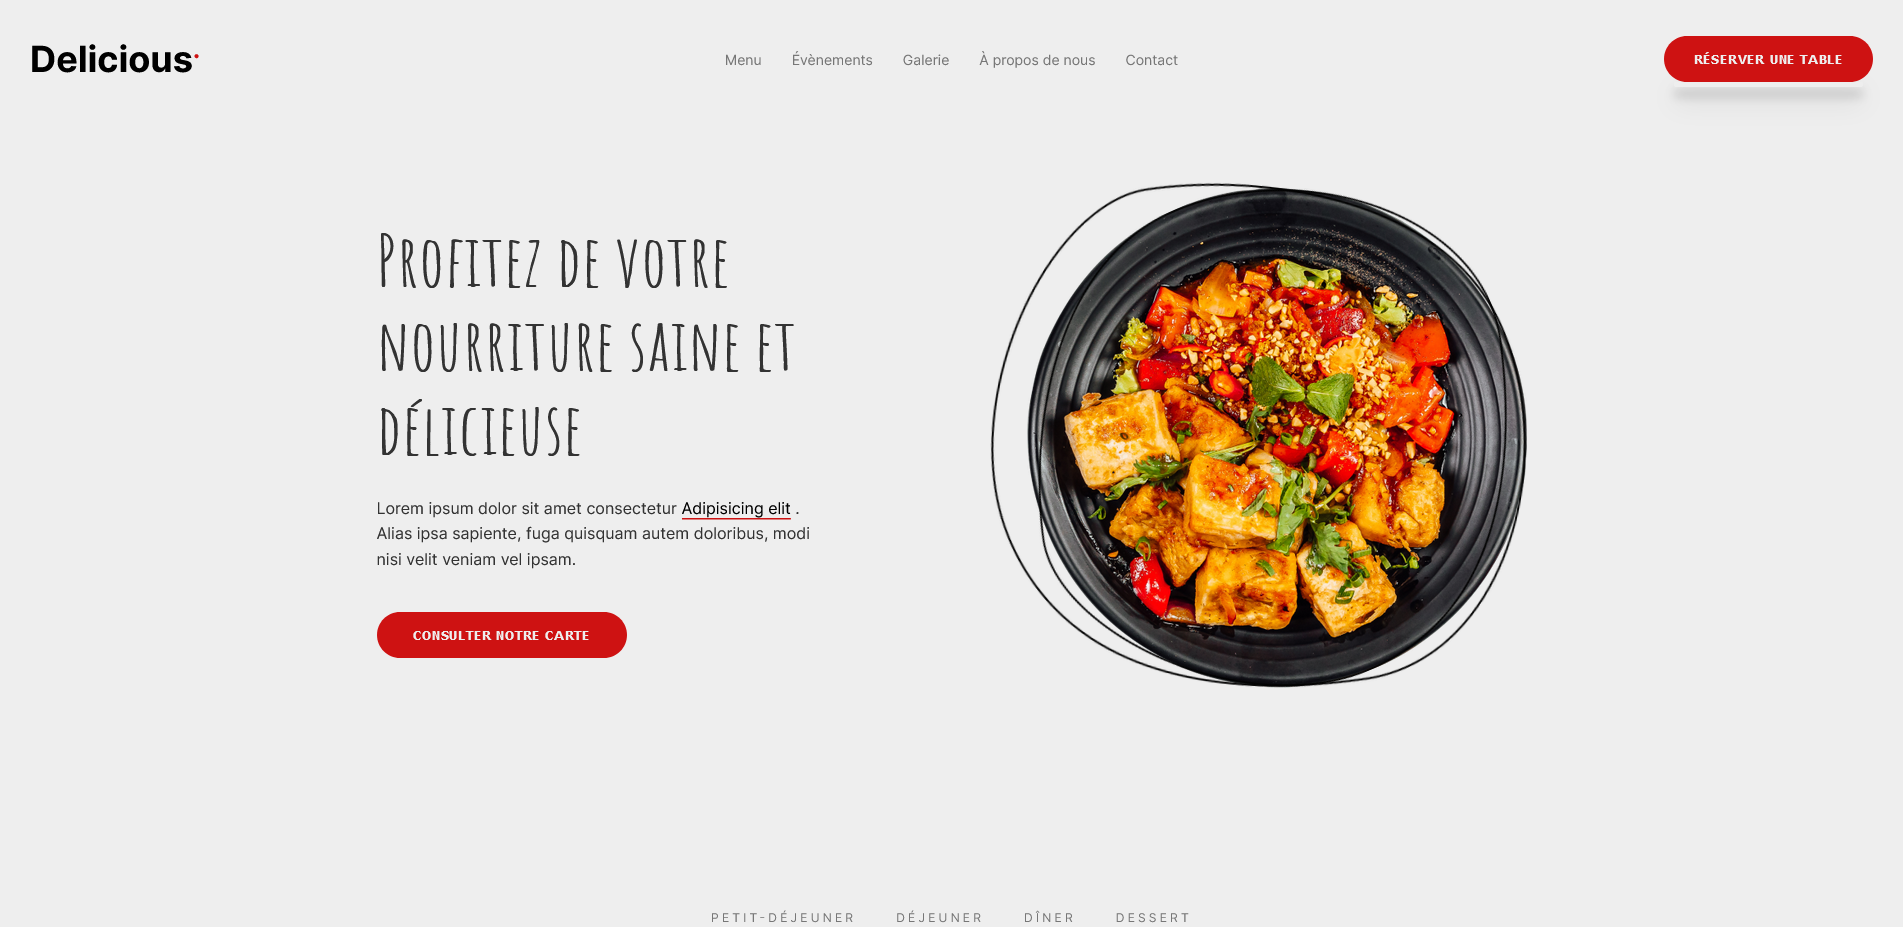 Delicious
Menu Évènements Galerie À propos de nous Contact
RÉSERVER UNE TABLE
Profitez de votre
nourriture saine et
délicieuse
Lorem ipsum dolor sit amet consectetur Adipisicing elit .
Alias ipsa sapiente, fuga quisquam autem doloribus, modi
nisi velit veniam vel ipsam.
CONSULTER NOTRE CARTE
PETIT-DÉJEUNER DÉJEUNER DÎNER DESSERT